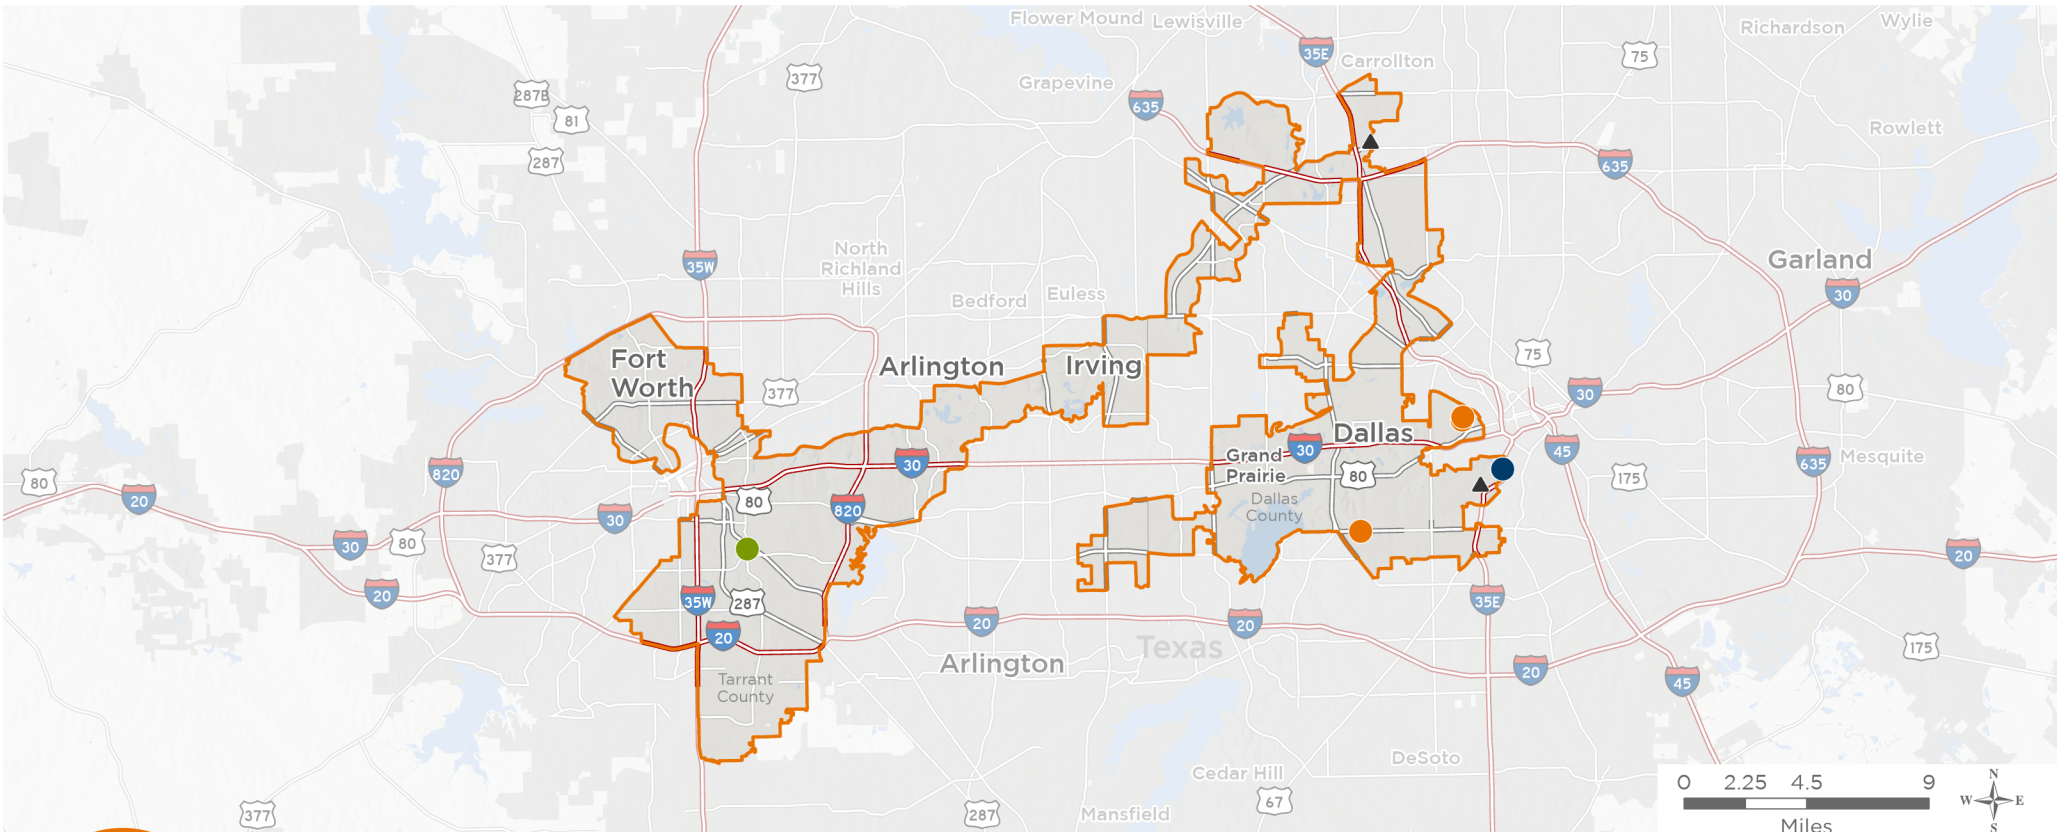 Flower Mound
Lewisville
Richardson
Wylie
35E
Carrollton
75
377
Grapevine
287B
635
81
Rowlett
287
635
North
Richland
Hills
35W
Garland
Bedford
Euless
30
Fort
Worth
Arlington
Irving
75
377
30
80
Dallas
30
45
Grand
Prairie
30
80
820
635
Mesquite
80
20
175
80
820
Dallas
County
30
30
80
377
20
20
35W
287
35E
20
20
20
Texas
175
Arlington
20
45
Tarrant
County
DeSoto
Cedar Hill
67
377
287
Mansfield
0
2.25
4.5
9
Miles
N
W
E
S